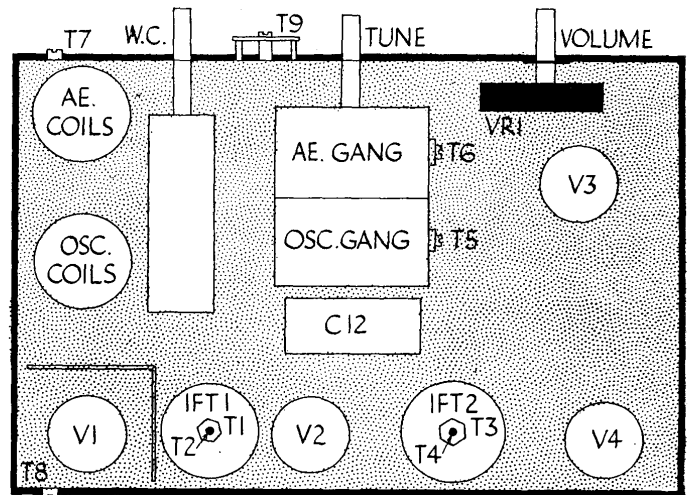 T7
W.C.
T9
TUNE
VOLUME
AE.
COILS
AE. GANG
T6
VR1
V3
OSC.
COILS
OSC.GANG
T5
C12
V1
IFT1
T1
T2
V2
IFT2
T3
T4
V4
T8